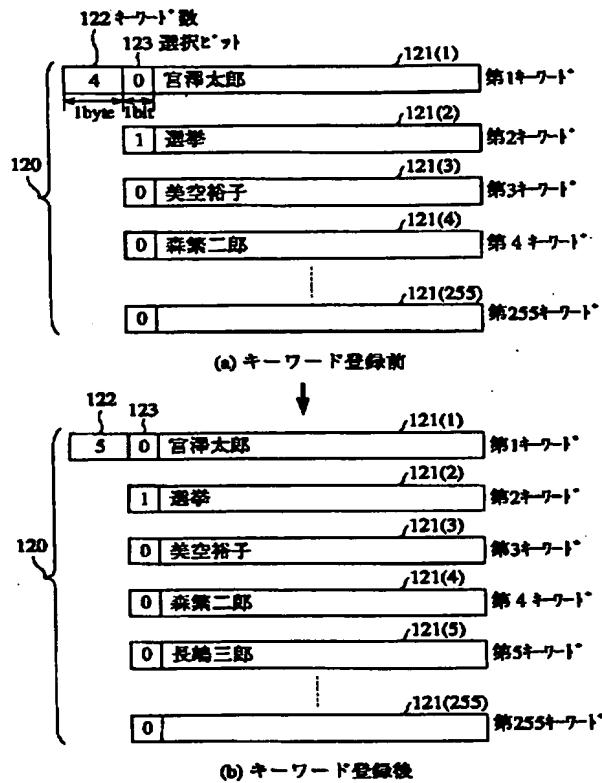 122 キーワード数
123 選択ビット
121(1)
4 0 宮澤太郎 第1キーワード
1byte 1bit
121(2)
1 選挙 第2キーワード
120
121(3)
0 美空裕子 第3キーワード
121(4)
0 森繁二郎 第4キーワード
121(255)
0 第255キーワード
(a) キーワード登録前
122 123
121(1)
5 0 宮澤太郎 第1キーワード
121(2)
1 選挙 第2キーワード
121(3)
120
0 美空裕子 第3キーワード
121(4)
0 森繁二郎 第4キーワード
121(5)
0 長嶋三郎 第5キーワード
121(255)
0 第255キーワード
(b) キーワード登録後